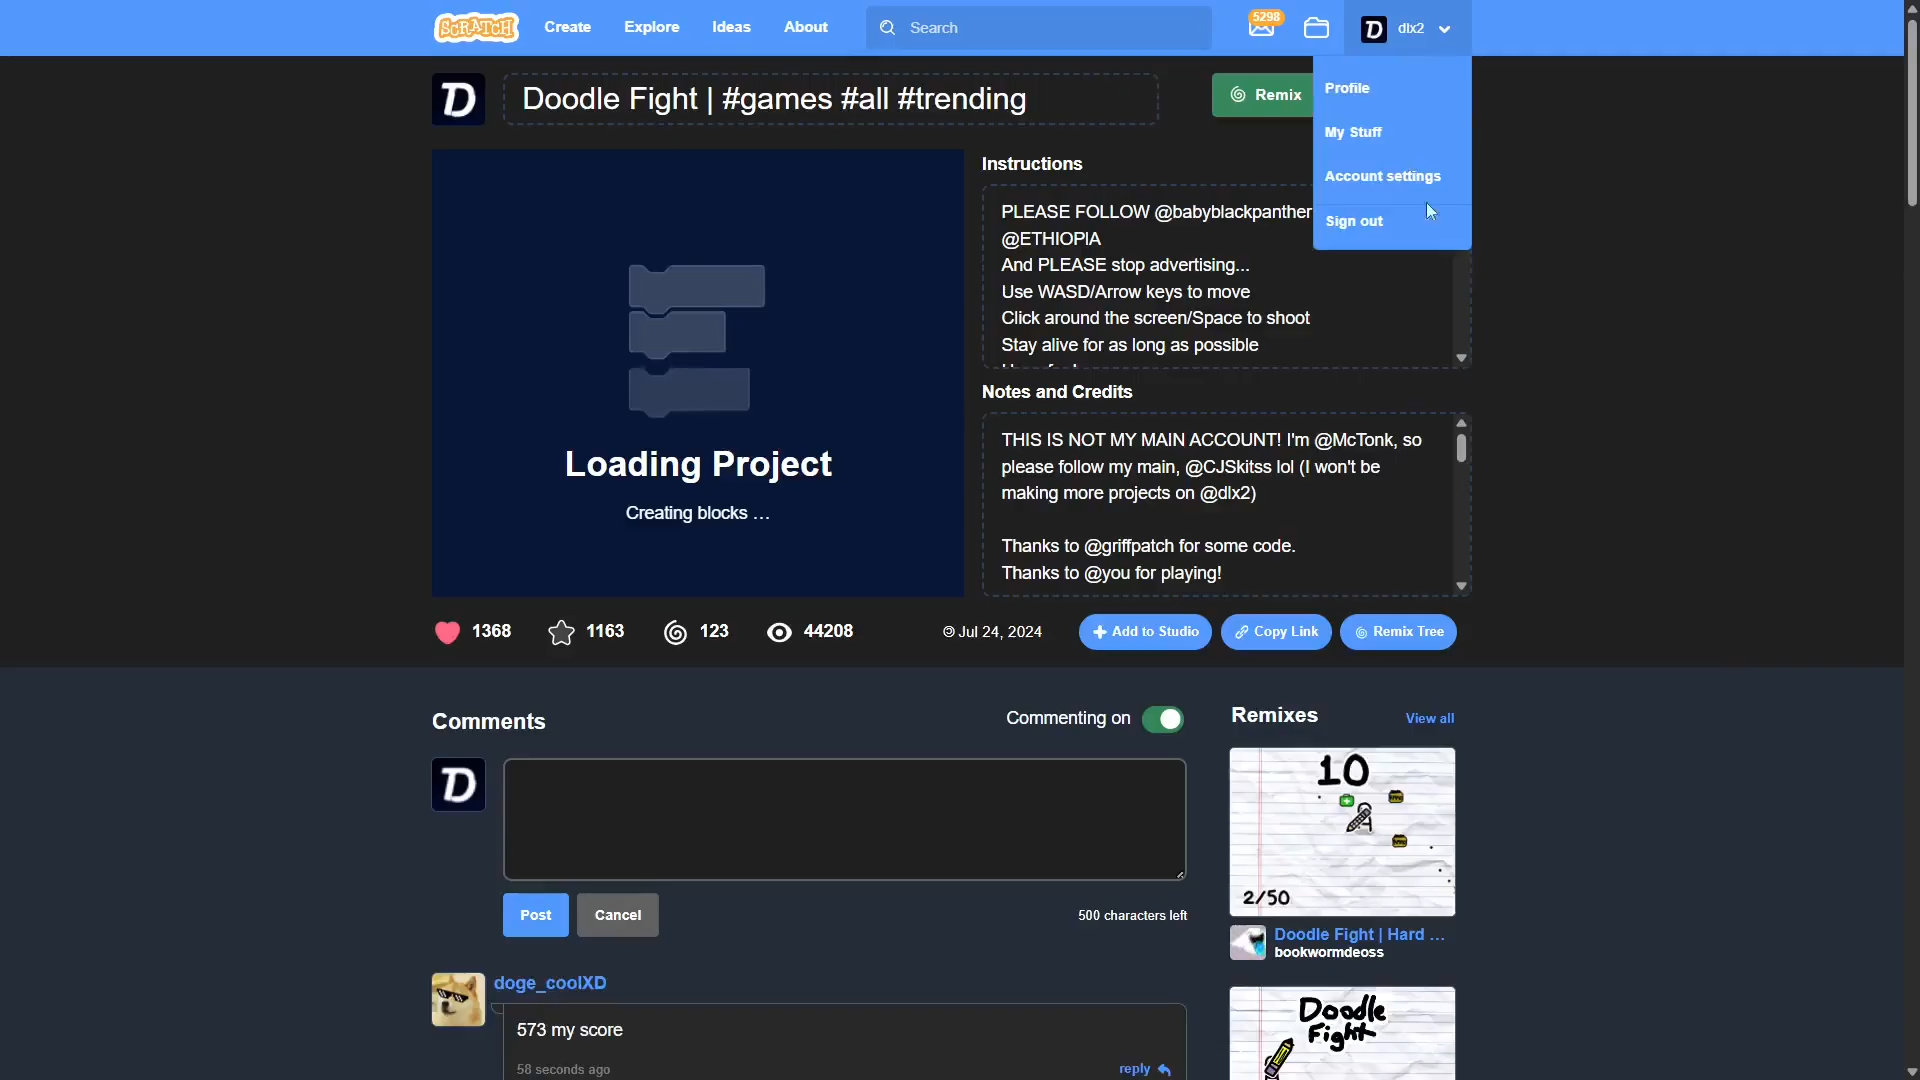 SCRATCH
Create
Explore
Ideas
About
Search
5298
D
dlx2
Profile
My Stuff
Account settings
Sign out
D
Doodle Fight | #games #all #trending
Remix
Loading Project
Creating blocks …
Instructions
PLEASE FOLLOW @babyblackpanther
@ETHIOPIA
And PLEASE stop advertising...
Use WASD/Arrow keys to move
Click around the screen/Space to shoot
Stay alive for as long as possible
Notes and Credits
THIS IS NOT MY MAIN ACCOUNT! I'm @McTonk, so
please follow my main, @CJSkitss lol (I won't be
making more projects on @dlx2)
Thanks to @griffpatch for some code.
Thanks to @you for playing!
1368
1163
123
44208
© Jul 24, 2024
Add to Studio
Copy Link
Remix Tree
Comments
Commenting on
D
Post
Cancel
500 characters left
doge_coolXD
573 my score
58 seconds ago
reply
Remixes
View all
10
2/50
Doodle Fight | Hard ...
bookwormdeoss
Doodle
Fight